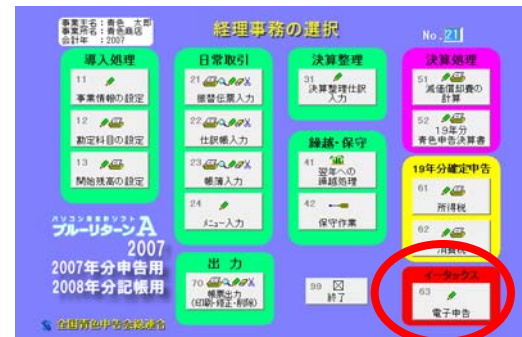 事業主名:青色 太郎
事業所名:青色商店
会計年 :2007
経理事務の選択
No.21
導入処理
11
事業情報の設定
12
勘定科目の設定
13
開始残高の設定
日常取引
21
振替伝票入力
22
仕訳帳入力
23
帳簿入力
24
メニュー入力
出 力
70
帳票出力
(印刷・修正・削除)
決算整理
31
決算整理仕訳
入力
繰越・保守
41
翌年への
繰越処理
42
保守作業
99
終了
決算処理
51
減価償却費の
計算
52
19年分
青色申告決算書
19年分確定申告
61
所得税
62
消費税
イータックス
63
電子申告
ブルーリターンA
2007
2007年分申告用
2008年分記帳用
全国青色申告会総連合